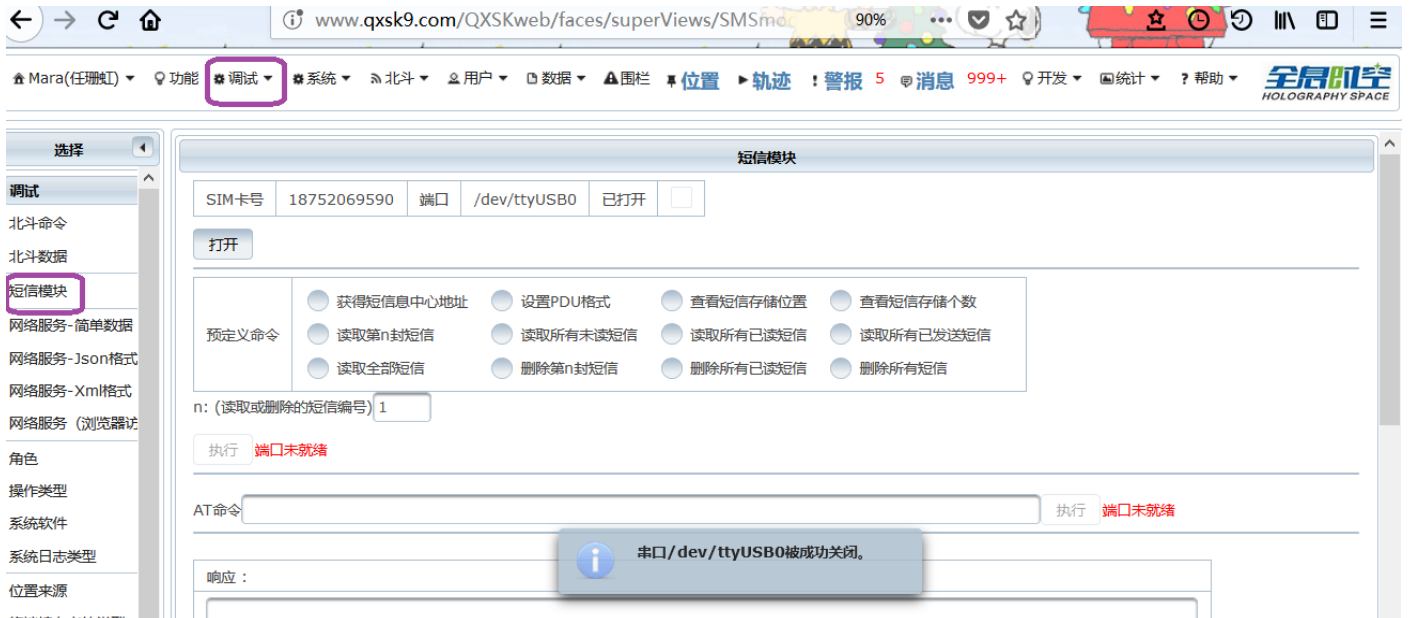 www.qxsk9.com/QXSKweb/faces/superViews/SMSmo 90%
Mara(任珊虹) 功能 调试 系统 北斗 用户 数据 围栏 位置 轨迹 警报 5 消息 999+ 开发 统计 ? 帮助 全息时空
HOLOGRAPHY SPACE
选择
短信模块
调试
北斗命令
北斗数据
短信模块
网络服务-简单数据
网络服务-Json格式
网络服务-Xml格式
网络服务（浏览器访
角色
操作类型
系统软件
系统日志类型
位置来源
SIM卡号 18752069590 端口 /dev/ttyUSB0 已打开
打开
预定义命令
获得短信息中心地址 设置PDU格式 查看短信存储位置 查看短信存储个数
读取第n封短信 读取所有未读短信 读取所有已读短信 读取所有已发送短信
读取全部短信 删除第n封短信 删除所有已读短信 删除所有短信
n: (读取或删除的短信编号) 1
执行 端口未就绪
AT命令 执行 端口未就绪
串口/dev/ttyUSB0被成功关闭。
响应：